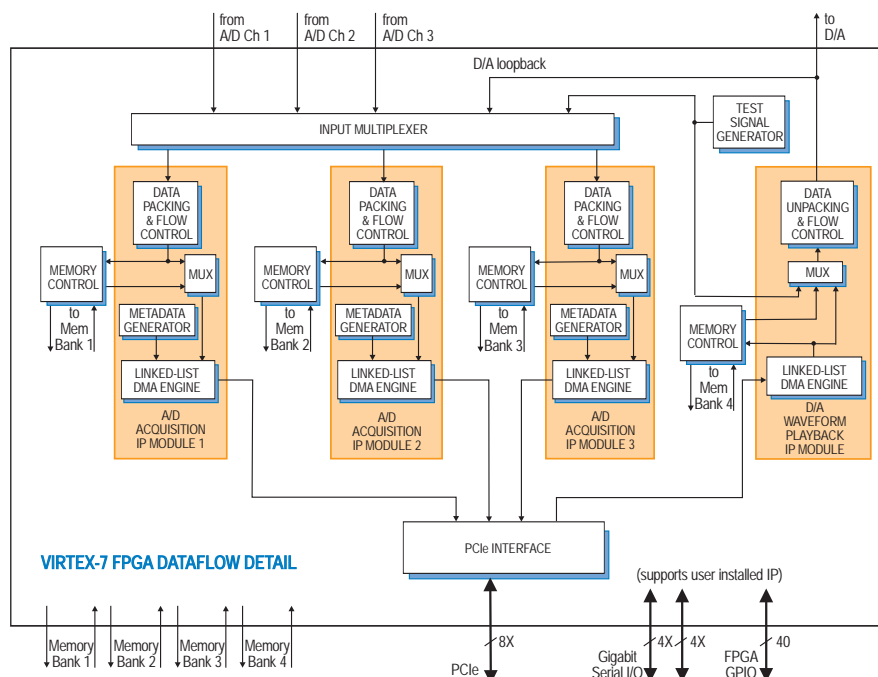 from
A/D Ch 1
from
A/D Ch 2
from
A/D Ch 3
to
D/A
D/A loopback
INPUT MULTIPLEXER
TEST
SIGNAL
GENERATOR
DATA
PACKING
& FLOW
CONTROL
MUX
MEMORY
CONTROL
to
Mem
Bank 1
METADATA
GENERATOR
LINKED-LIST
DMA ENGINE
A/D
ACQUISITION
IP MODULE 1
DATA
PACKING
& FLOW
CONTROL
MUX
MEMORY
CONTROL
to
Mem
Bank 2
METADATA
GENERATOR
LINKED-LIST
DMA ENGINE
A/D
ACQUISITION
IP MODULE 2
DATA
PACKING
& FLOW
CONTROL
MUX
MEMORY
CONTROL
to
Mem
Bank 3
METADATA
GENERATOR
LINKED-LIST
DMA ENGINE
A/D
ACQUISITION
IP MODULE 3
DATA
UNPACKING
& FLOW
CONTROL
MUX
MEMORY
CONTROL
to
Mem
Bank 4
LINKED-LIST
DMA ENGINE
D/A
WAVEFORM
PLAYBACK
IP MODULE
PCIe INTERFACE
VIRTEX-7 FPGA DATAFLOW DETAIL
(supports user installed IP)
Memory
Bank 1
Memory
Bank 2
Memory
Bank 3
Memory
Bank 4
8X
PCIe
4X
4X
Gigabit
Serial I/O
40
FPGA
GPIO